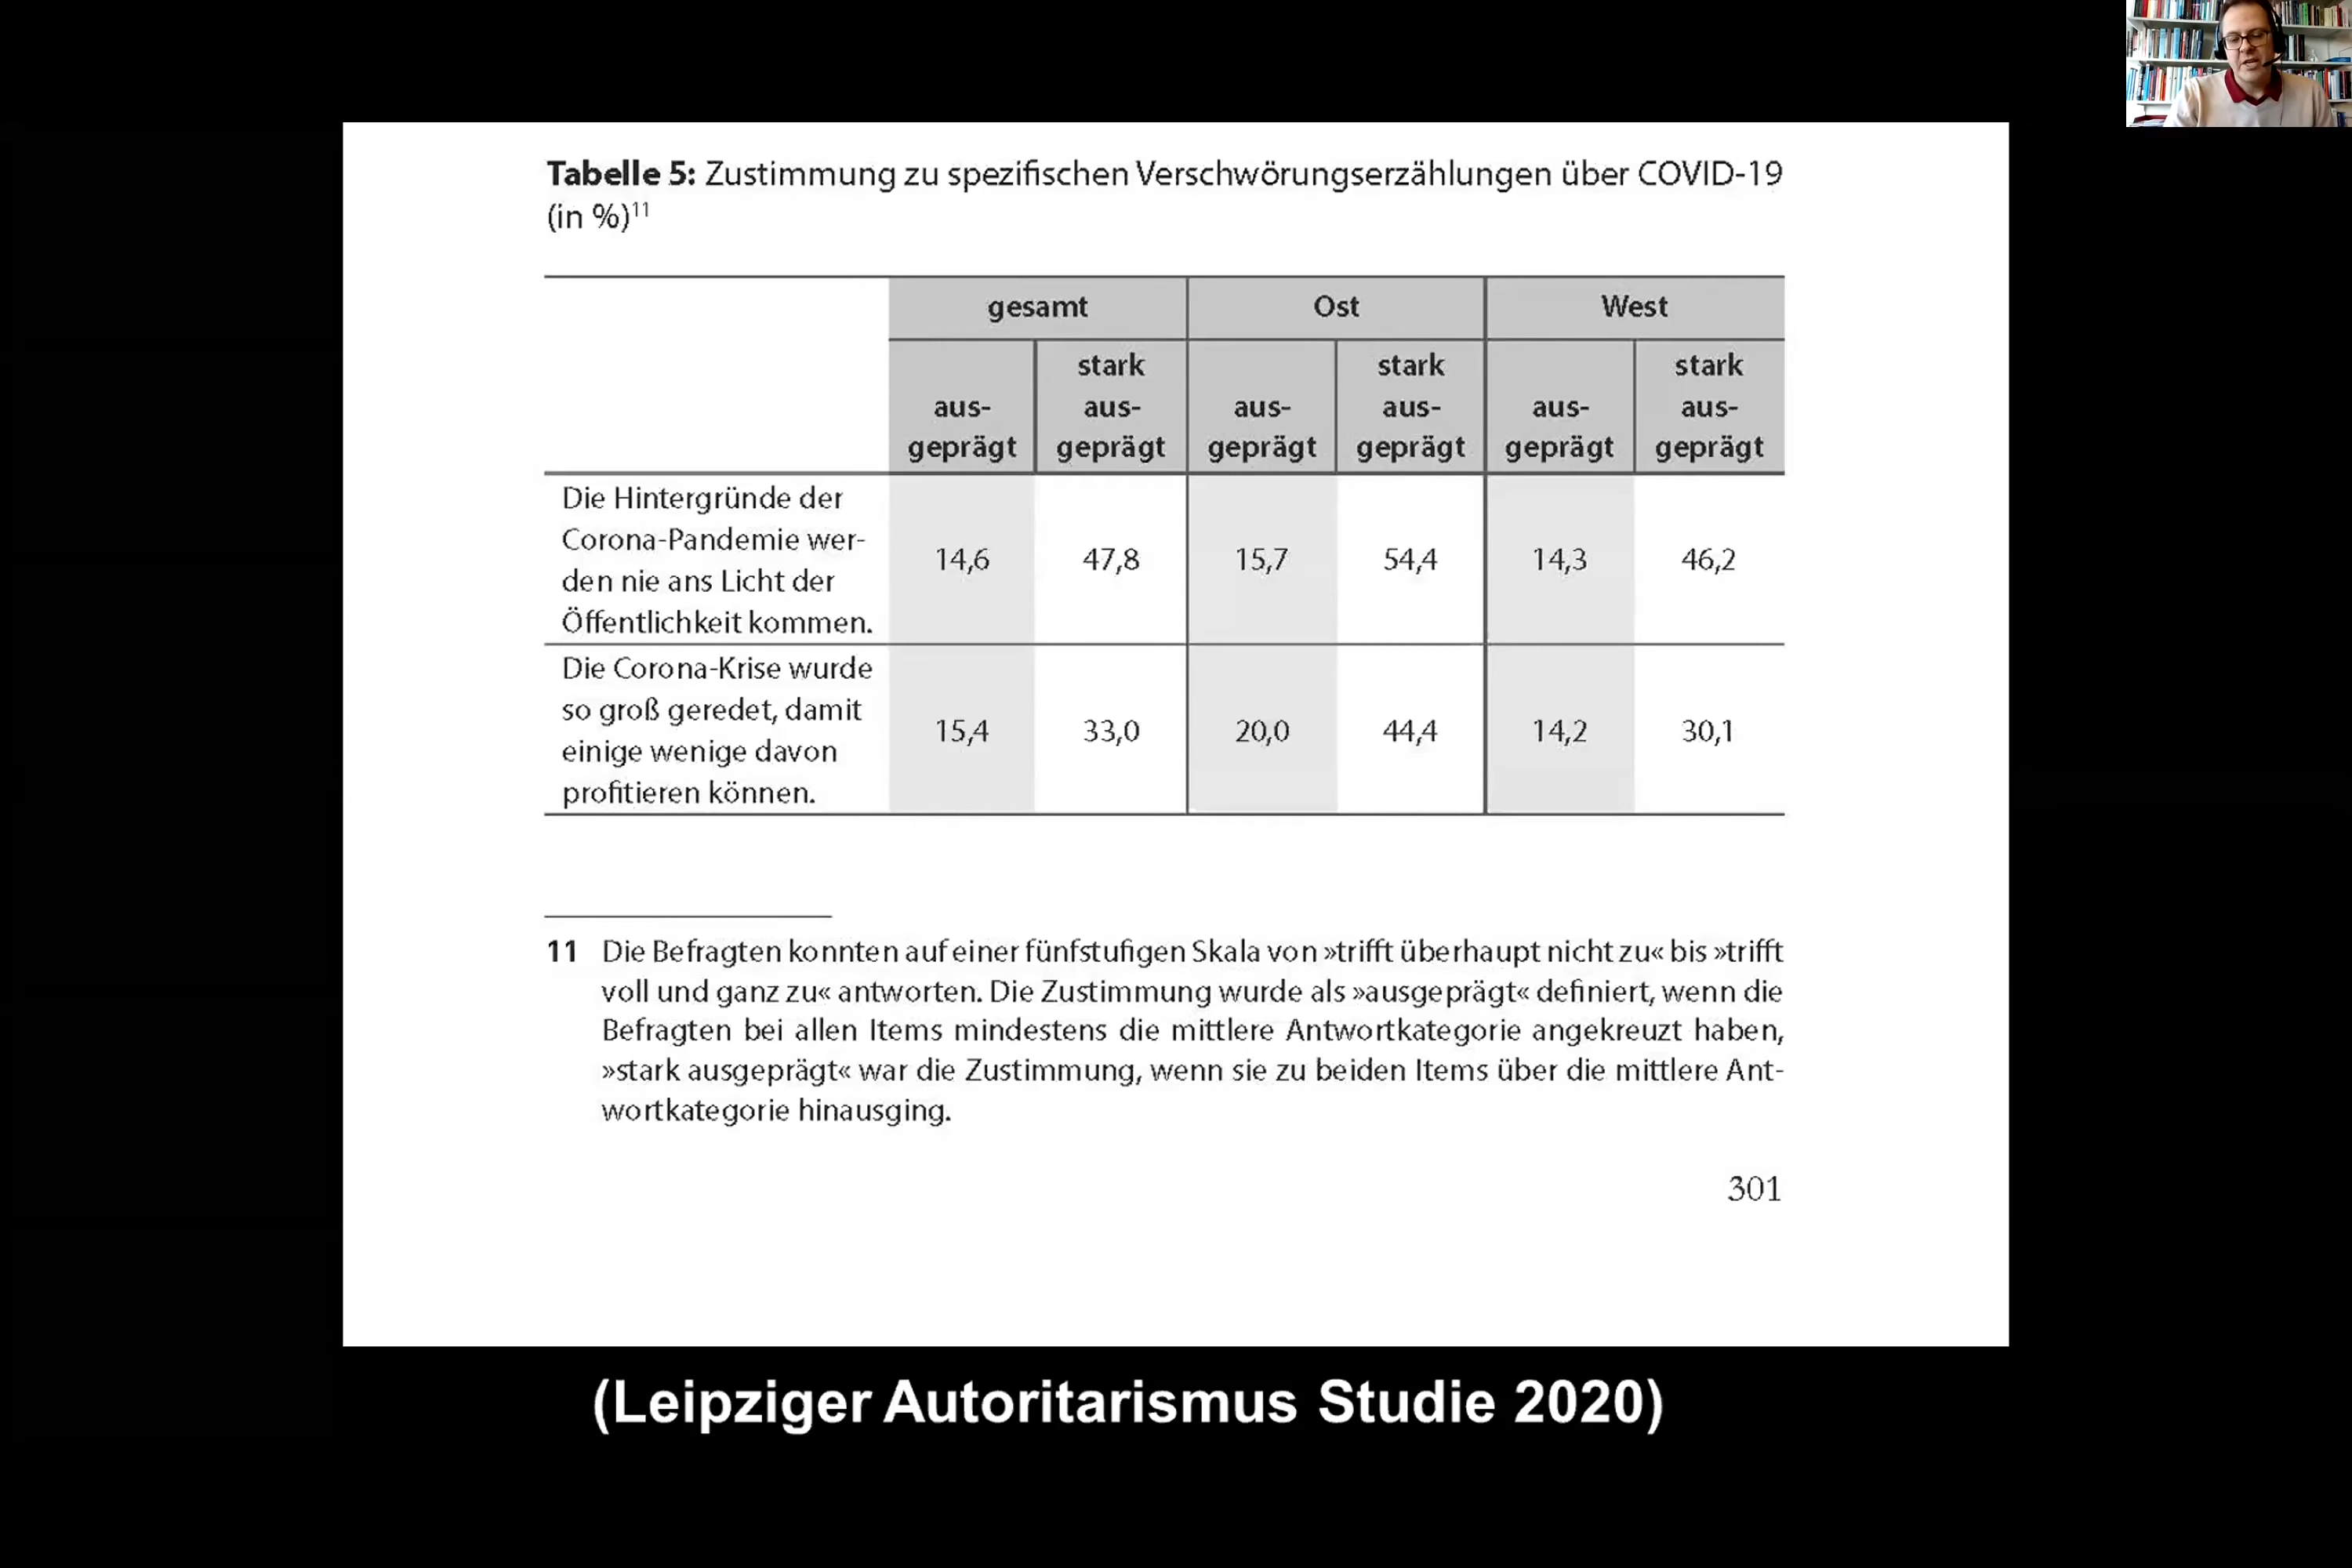 Tabelle 5: Zustimmung zu spezifischen Verschwörungserzählungen über COVID-19
(in %)11
gesamt Ost West
aus-
geprägt
stark
aus-
geprägt
aus-
geprägt
stark
aus-
geprägt
aus-
geprägt
stark
aus-
geprägt
Die Hintergründe der
Corona-Pandemie wer-
den nie ans Licht der
Öffentlichkeit kommen.
14,6 47,8 15,7 54,4 14,3 46,2
Die Corona-Krise wurde
so groß geredet, damit
einige wenige davon
profitieren können.
15,4 33,0 20,0 44,4 14,2 30,1
11 Die Befragten konnten auf einer fünfstufigen Skala von »trifft überhaupt nicht zu« bis »trifft
voll und ganz zu« antworten. Die Zustimmung wurde als »ausgeprägt« definiert, wenn die
Befragten bei allen Items mindestens die mittlere Antwortkategorie angekreuzt haben,
»stark ausgeprägt« war die Zustimmung, wenn sie zu beiden Items über die mittlere Ant-
wortkategorie hinausging.
301
(Leipziger Autoritarismus Studie 2020)